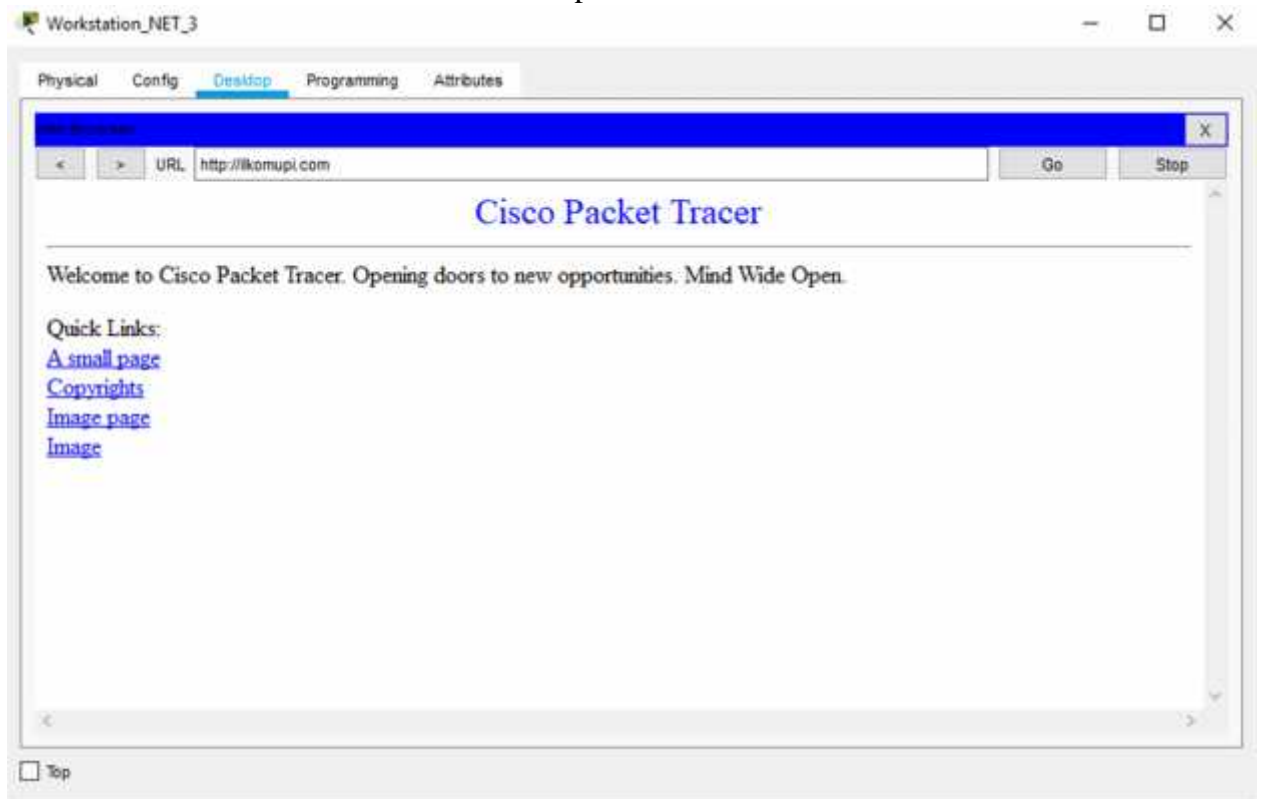 Workstation_NET_3
Physical Config Desktop Programming Attributes
X
< > URL http://ilkomupi.com Go Stop
Cisco Packet Tracer
Welcome to Cisco Packet Tracer. Opening doors to new opportunities. Mind Wide Open.
Quick Links:
A small page
Copyrights
Image page
Image
Top